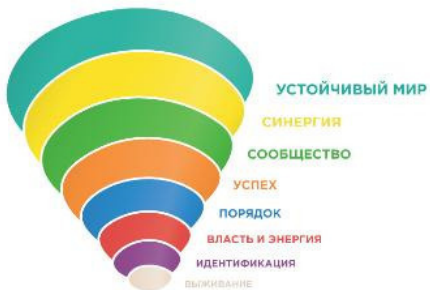 УСТОЙЧИВЫЙ МИР
СИНЕРГИЯ
СООБЩЕСТВО
УСПЕХ
ПОРЯДОК
ВЛАСТЬ И ЭНЕРГИЯ
ИДЕНТИФИКАЦИЯ
ВЫЖИВАНИЕ